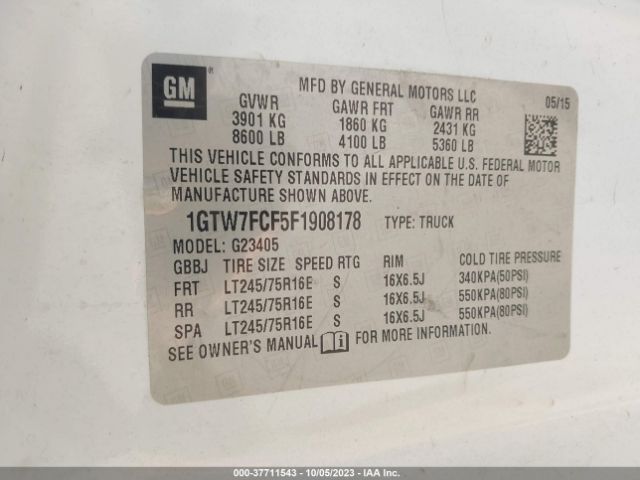 GM
MFD BY GENERAL MOTORS LLC
05/15
GVWR GAWR FRT GAWR RR
3901 KG 1860 KG 2431 KG
8600 LB 4100 LB 5360 LB
THIS VEHICLE CONFORMS TO ALL APPLICABLE U.S. FEDERAL MOTOR
VEHICLE SAFETY STANDARDS IN EFFECT ON THE DATE OF
MANUFACTURE SHOWN ABOVE.
1GTW7FCF5F1908178 TYPE: TRUCK
MODEL: G23405
GBBJ TIRE SIZE SPEED RTG RIM COLD TIRE PRESSURE
FRT LT245/75R16E S 16X6.5J 340KPA(50PSI)
RR LT245/75R16E S 16X6.5J 550KPA(80PSI)
SPA LT245/75R16E S 16X6.5J 550KPA(80PSI)
SEE OWNER'S MANUAL
000-37711543 - 10/05/2023 - IAA Inc.